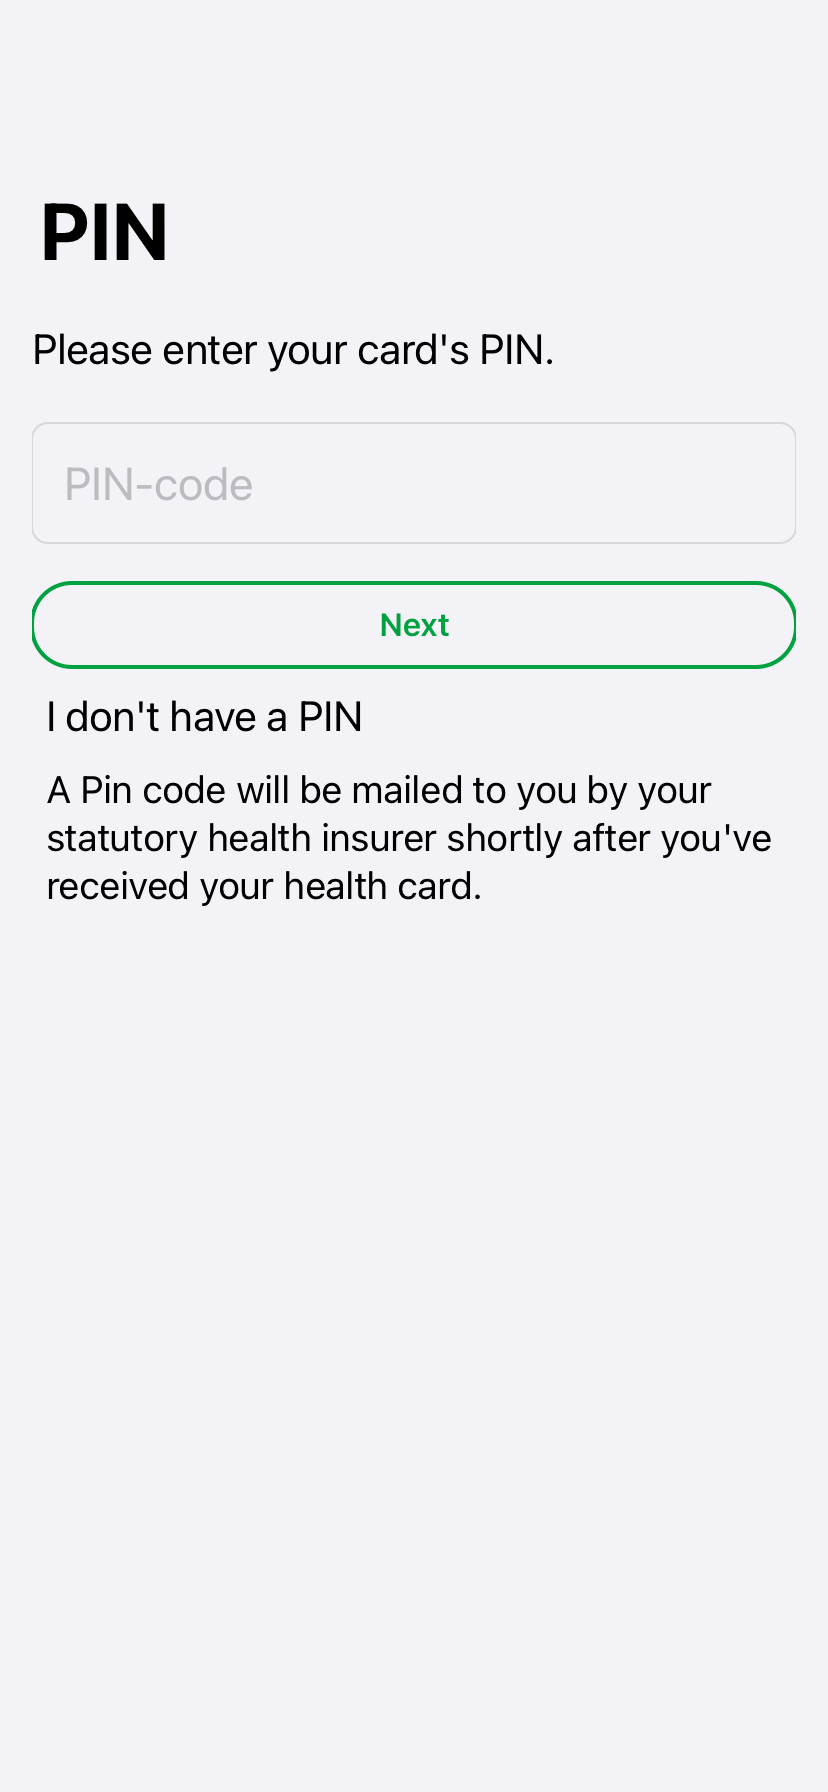 PIN
Please enter your card's PIN.
PIN-code
Next
I don't have a PIN
A Pin code will be mailed to you by your
statutory health insurer shortly after you've
received your health card.